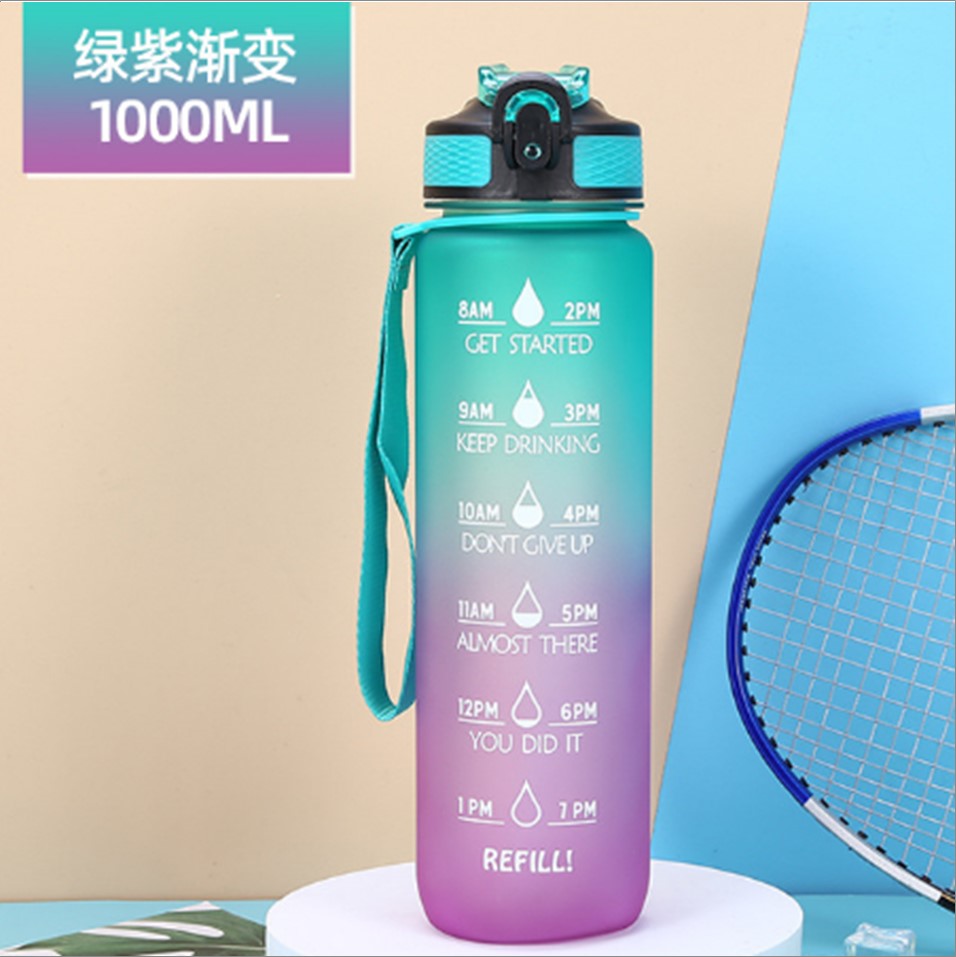 绿紫渐变
1000ML
8AM 2PM
GET STARTED
9AM 3PM
KEEP DRINKING
10AM 4PM
DON'T GIVE UP
11AM 5PM
ALMOST THERE
12PM 6PM
YOU DID IT
1PM 7PM
REFILL!